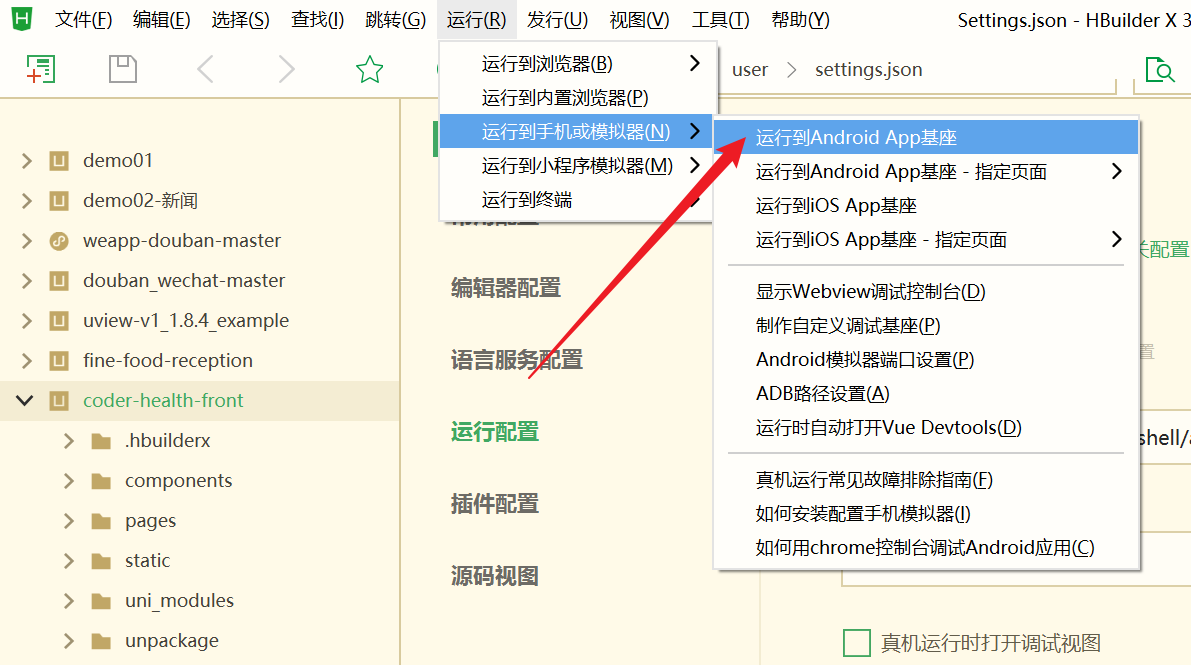 文件(F) 编辑(E) 选择(S) 查找(I) 跳转(G) 运行(R) 发行(U) 视图(V) 工具(T) 帮助(Y) Settings.json - HBuilder X 3
user > settings.json
demo01
demo02-新闻
weapp-douban-master
douban_wechat-master
uview-v1_1.8.4_example
fine-food-reception
coder-health-front
.hbuilderx
components
pages
static
uni_modules
unpackage
运行到浏览器(B)
运行到内置浏览器(P)
运行到手机或模拟器(N)
运行到小程序模拟器(M)
运行到终端
编辑器配置
语言服务配置
运行配置
插件配置
源码视图
运行到Android App基座
运行到Android App基座 - 指定页面
运行到iOS App基座
运行到iOS App基座 - 指定页面
显示Webview调试控制台(D)
制作自定义调试基座(P)
Android模拟器端口设置(P)
ADB路径设置(A)
运行时自动打开Vue Devtools(D)
真机运行常见故障排除指南(F)
如何安装配置手机模拟器(I)
如何用chrome控制台调试Android应用(C)
关配置
置
shell/a
真机运行时打开调试视图